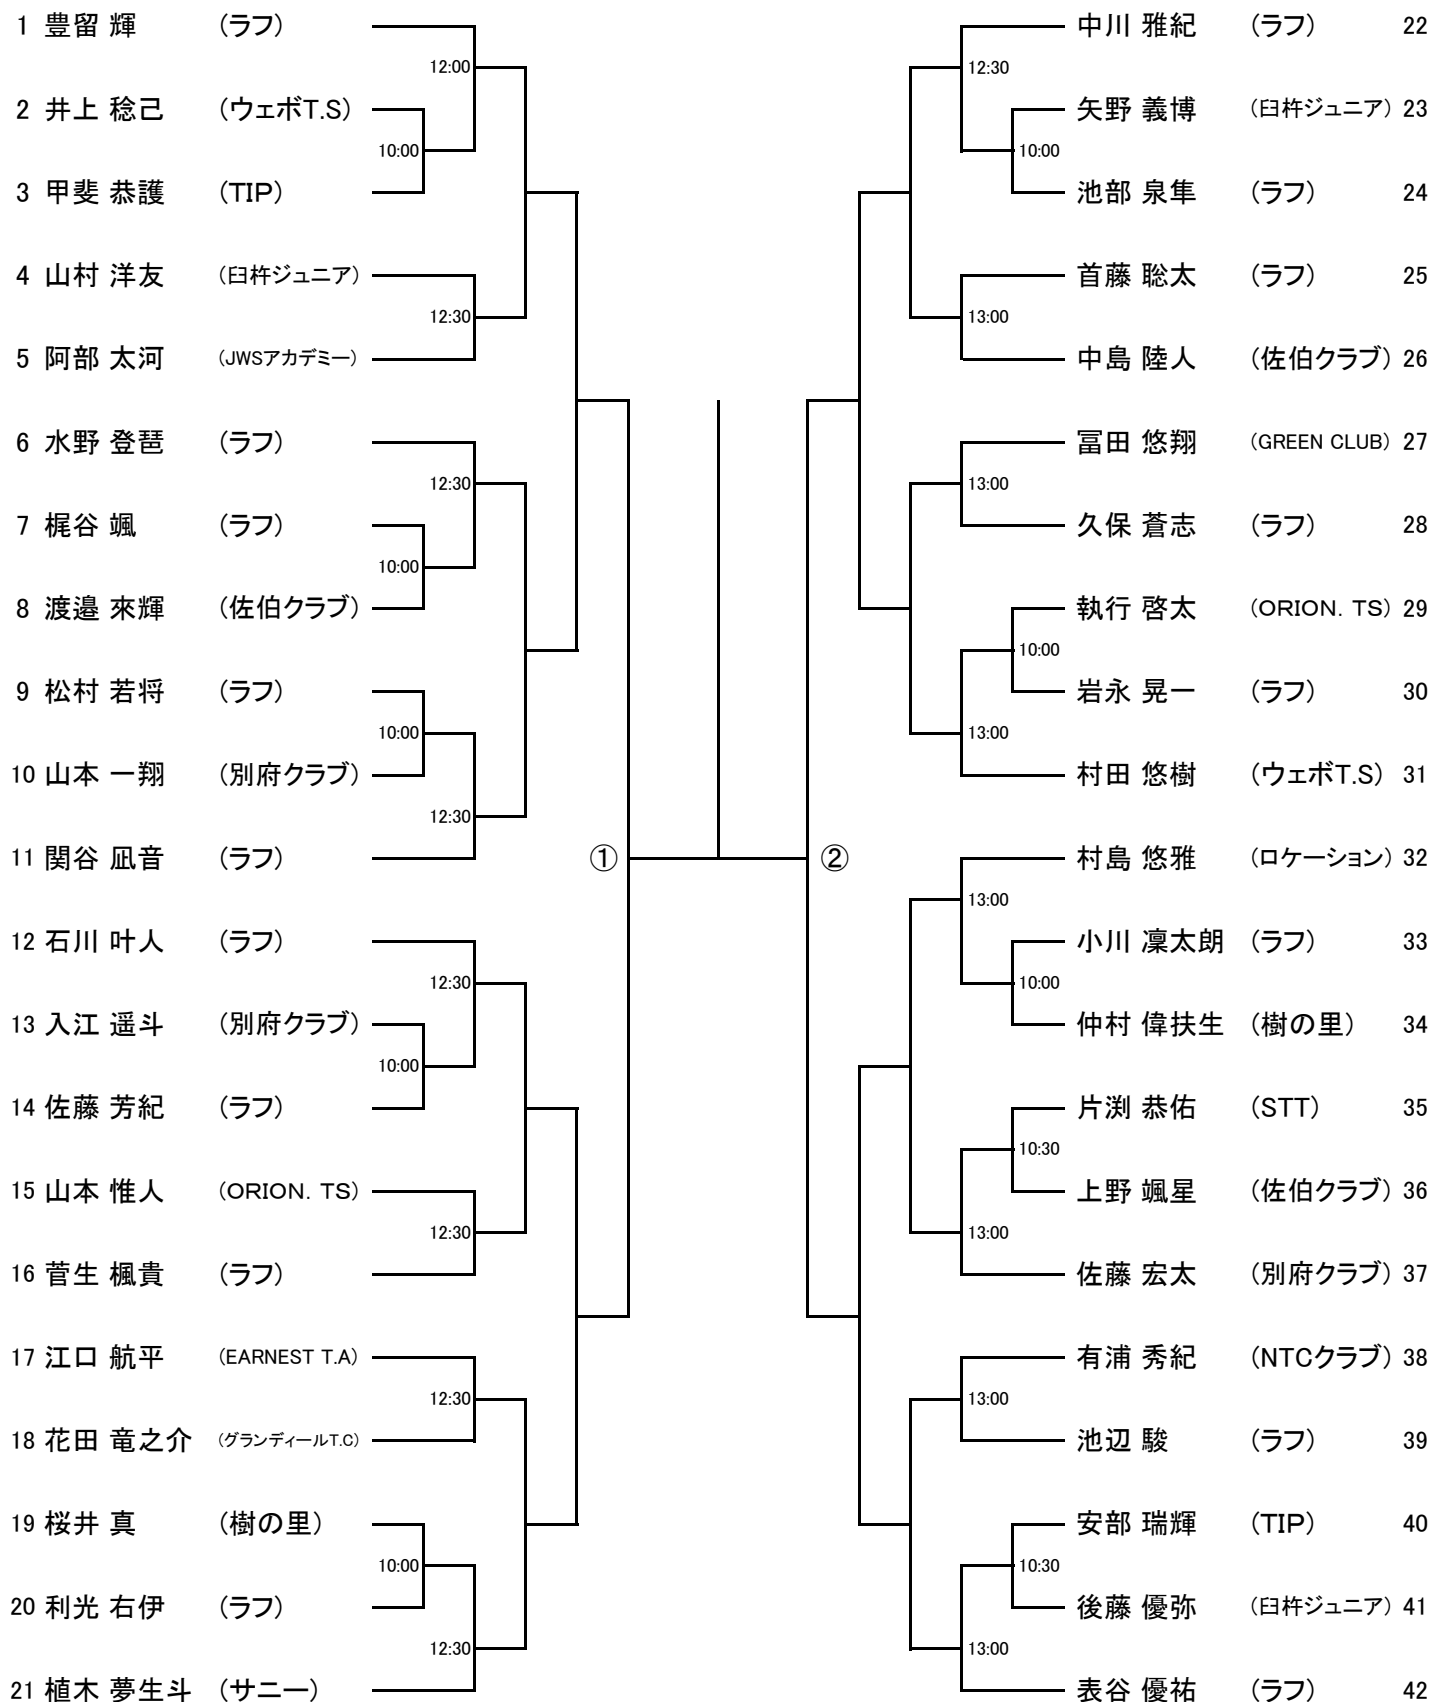 1 豊留 輝 (ラフ)
12:00
2 井上 稔己 (ウェボT.S)
10:00
3 甲斐 恭護 (TIP)
4 山村 洋友 (臼杵ジュニア)
12:30
5 阿部 太河 (JWSアカデミー)
6 水野 登琶 (ラフ)
12:30
7 梶谷 颯 (ラフ)
10:00
8 渡邉 來輝 (佐伯クラブ)
9 松村 若将 (ラフ)
10:00
10 山本 一翔 (別府クラブ)
12:30
11 関谷 凪音 (ラフ)
12 石川 叶人 (ラフ)
12:30
13 入江 遥斗 (別府クラブ)
10:00
14 佐藤 芳紀 (ラフ)
15 山本 惟人 (ORION. TS)
12:30
16 菅生 楓貴 (ラフ)
17 江口 航平 (EARNEST T.A)
12:30
18 花田 竜之介 (グランディールT.C)
19 桜井 真 (樹の里)
10:00
20 利光 右伊 (ラフ)
12:30
21 植木 夢生斗 (サニー)
① ②
中川 雅紀 (ラフ) 22
12:30
矢野 義博 (臼杵ジュニア) 23
10:00
池部 泉隼 (ラフ) 24
首藤 聡太 (ラフ) 25
13:00
中島 陸人 (佐伯クラブ) 26
冨田 悠翔 (GREEN CLUB) 27
13:00
久保 蒼志 (ラフ) 28
執行 啓太 (ORION. TS) 29
10:00
岩永 晃一 (ラフ) 30
13:00
村田 悠樹 (ウェボT.S) 31
村島 悠雅 (ロケーション) 32
13:00
小川 凜太朗 (ラフ) 33
10:00
仲村 偉扶生 (樹の里) 34
片渕 恭佑 (STT) 35
10:30
上野 颯星 (佐伯クラブ) 36
13:00
佐藤 宏太 (別府クラブ) 37
有浦 秀紀 (NTCクラブ) 38
13:00
池辺 駿 (ラフ) 39
安部 瑞輝 (TIP) 40
10:30
後藤 優弥 (臼杵ジュニア) 41
13:00
表谷 優祐 (ラフ) 42